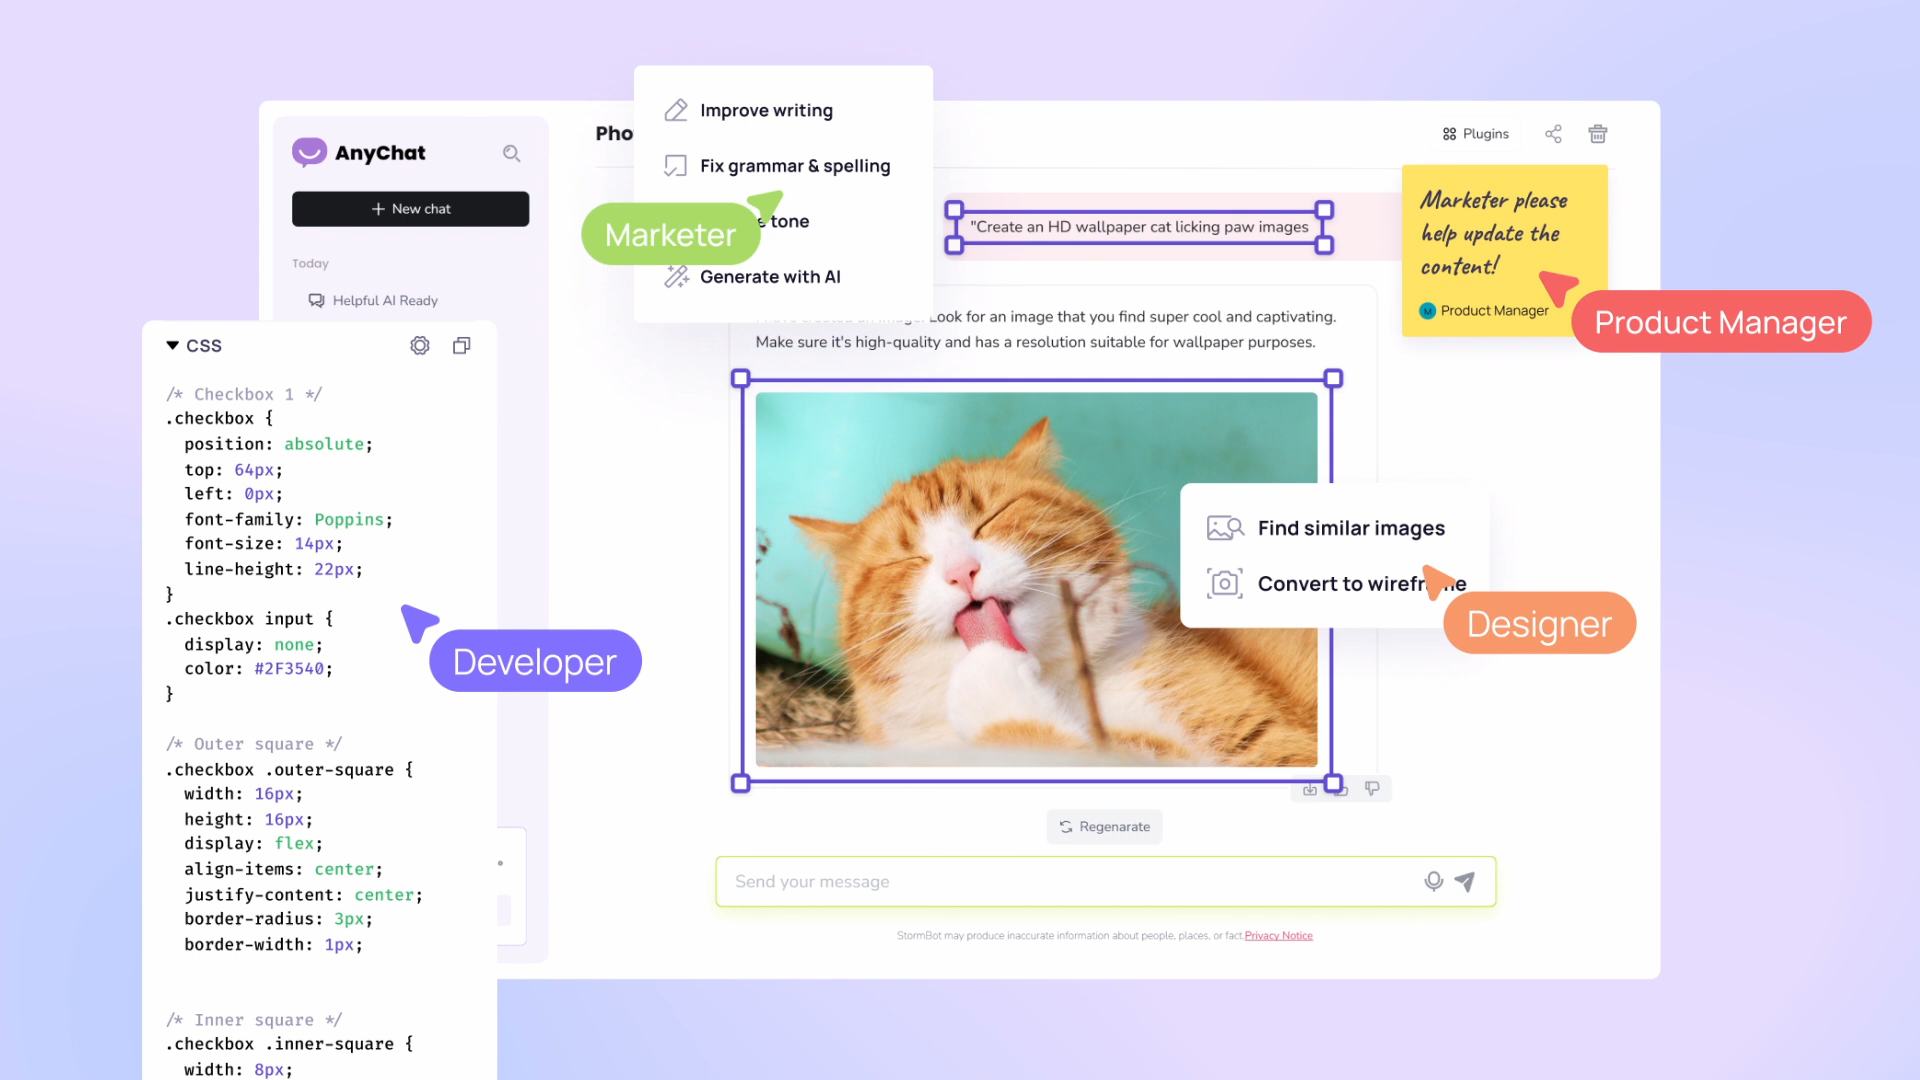 AnyChat
New chat
Today
Helpful AI Ready
Pho
Improve writing
Fix grammar & spelling
tone
Generate with AI
Marketer
Plugins
"Create an HD wallpaper cat licking paw images
Marketer please
help update the
content!
M
Product Manager
Product Manager
Look for an image that you find super cool and captivating.
Make sure it's high-quality and has a resolution suitable for wallpaper purposes.
Find similar images
Convert to wireframe
Designer
Regenarate
Send your message
StormBot may produce inaccurate information about people, places, or fact.Privacy Notice
CSS
/* Checkbox 1 */
.checkbox {
position: absolute;
top: 64px;
left: 0px;
font-family: Poppins;
font-size: 14px;
line-height: 22px;
}
.checkbox input {
display: none;
color: #2F3540;
}
/* Outer square */
.checkbox .outer-square {
width: 16px;
height: 16px;
display: flex;
align-items: center;
justify-content: center;
border-radius: 3px;
border-width: 1px;
/* Inner square */
.checkbox .inner-square {
width: 8px;
Developer